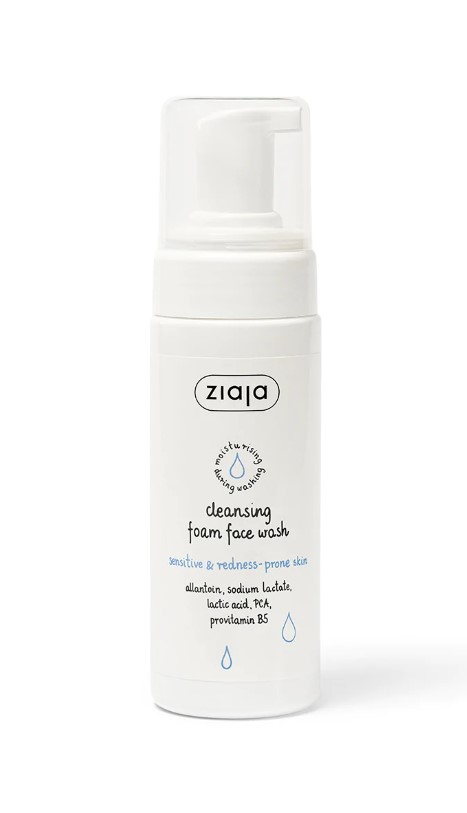 ziaja
moisturising
during washing
cleansing
foam face wash
sensitive & redness-prone skin
allantoin, sodium lactate,
lactic acid, PCA,
provitamin B5